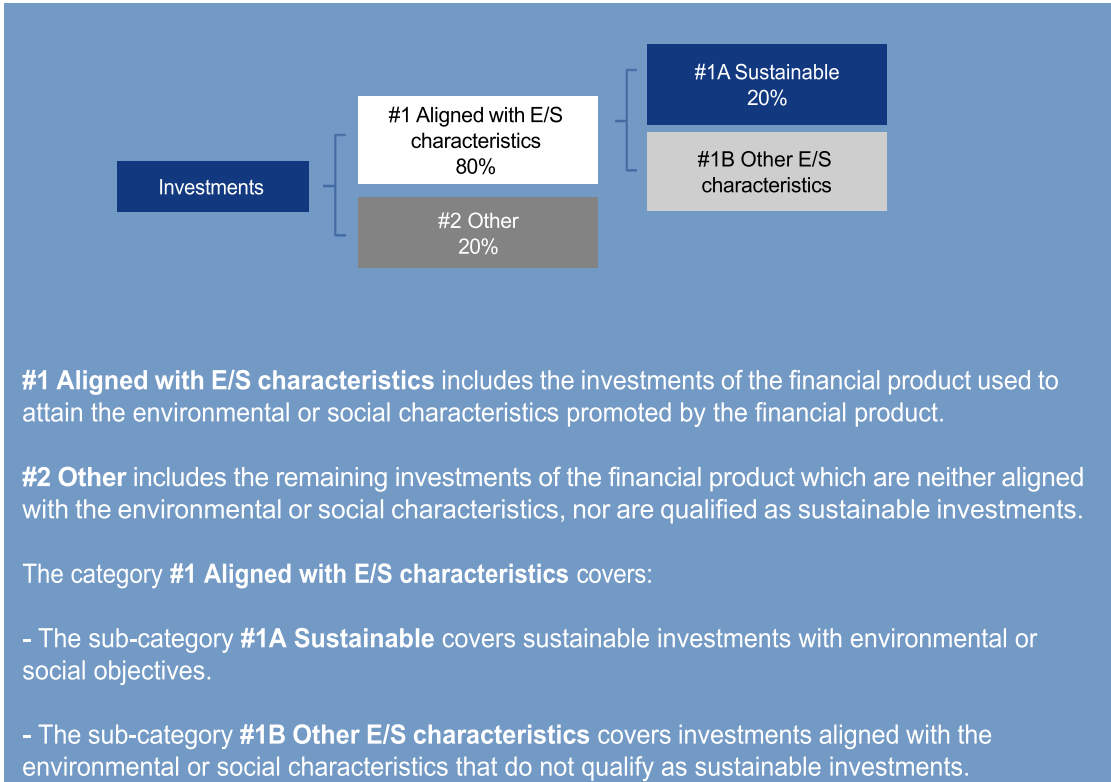 #1A Sustainable
20%
#1 Aligned with E/S
characteristics
80%
#1B Other E/S
characteristics
Investments
#2 Other
20%
#1 Aligned with E/S characteristics includes the investments of the financial product used to
attain the environmental or social characteristics promoted by the financial product.
#2 Other includes the remaining investments of the financial product which are neither aligned
with the environmental or social characteristics, nor are qualified as sustainable investments.
The category #1 Aligned with E/S characteristics covers:
- The sub-category #1A Sustainable covers sustainable investments with environmental or
social objectives.
- The sub-category #1B Other E/S characteristics covers investments aligned with the
environmental or social characteristics that do not qualify as sustainable investments.